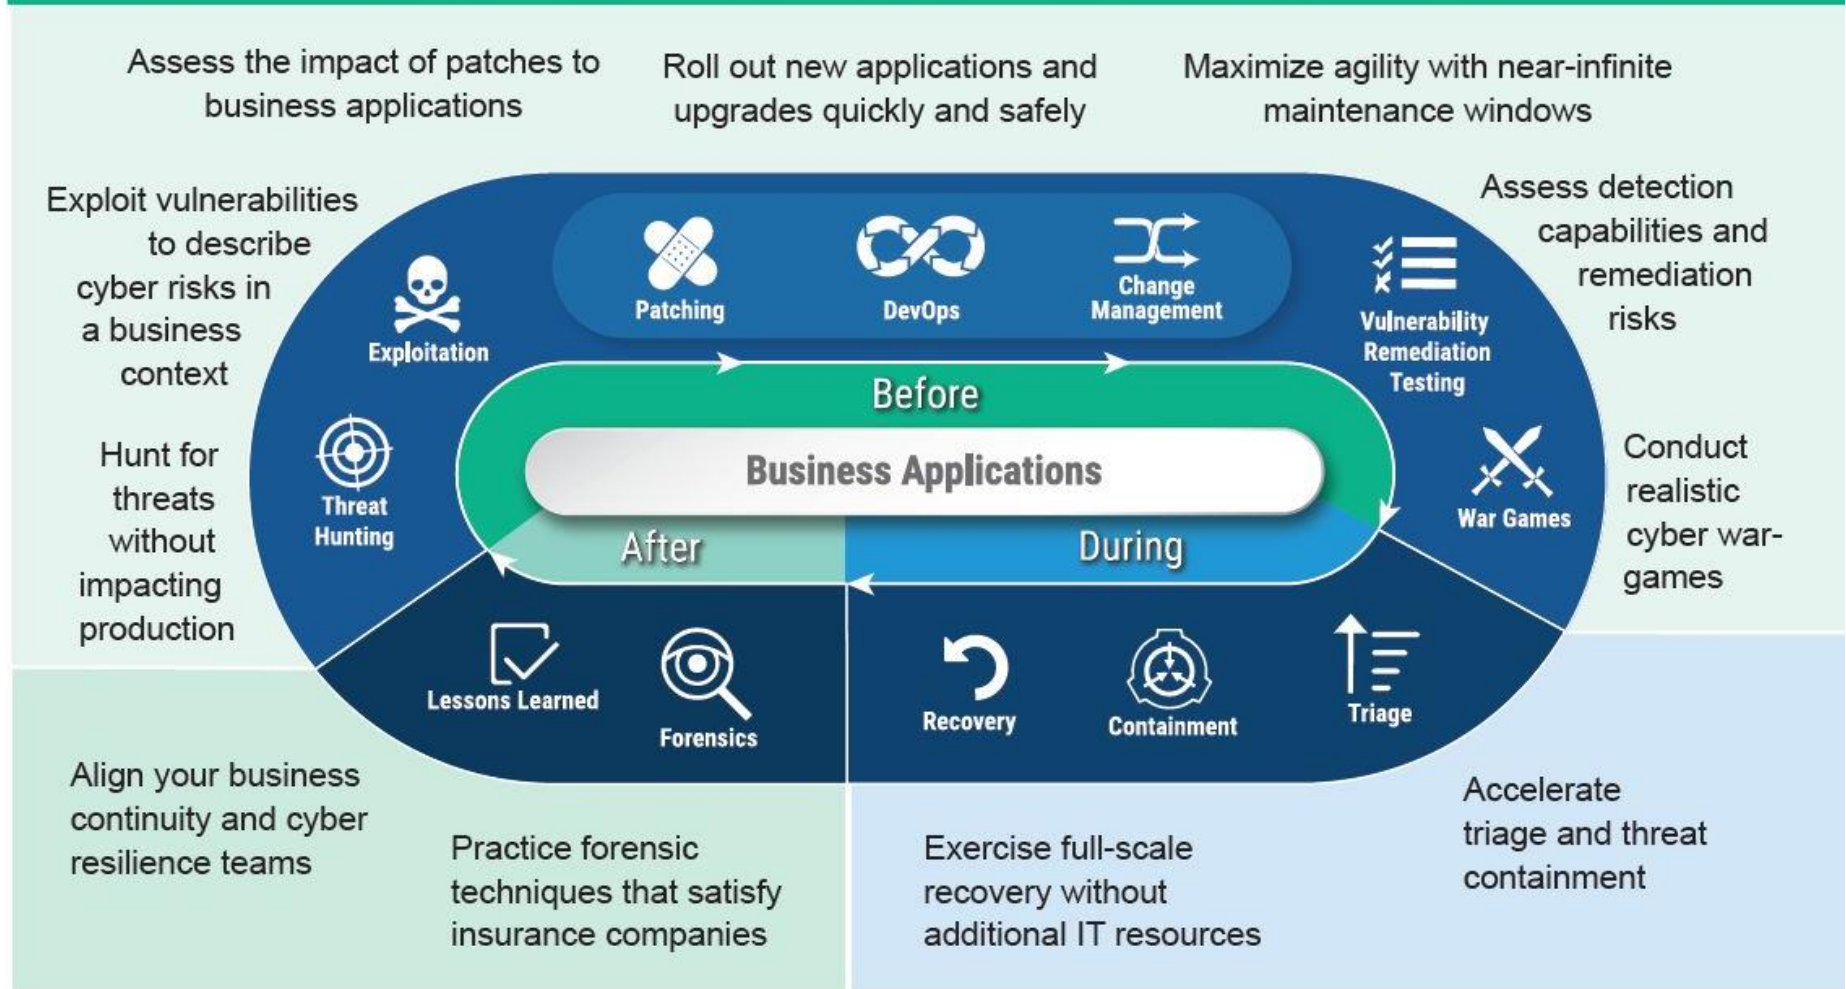 Assess the impact of patches to
business applications
Roll out new applications and
upgrades quickly and safely
Maximize agility with near-infinite
maintenance windows
Exploit vulnerabilities
to describe
cyber risks in
a business
context
Assess detection
capabilities and
remediation
risks
Patching
DevOps
Change
Management
Exploitation
Vulnerability
Remediation
Testing
Before
Business Applications
Hunt for
threats
without
impacting
production
Threat
Hunting
War Games
Conduct
realistic
cyber war-
games
After
During
Lessons Learned
Forensics
Recovery
Containment
Triage
Align your business
continuity and cyber
resilience teams
Practice forensic
techniques that satisfy
insurance companies
Exercise full-scale
recovery without
additional IT resources
Accelerate
triage and threat
containment